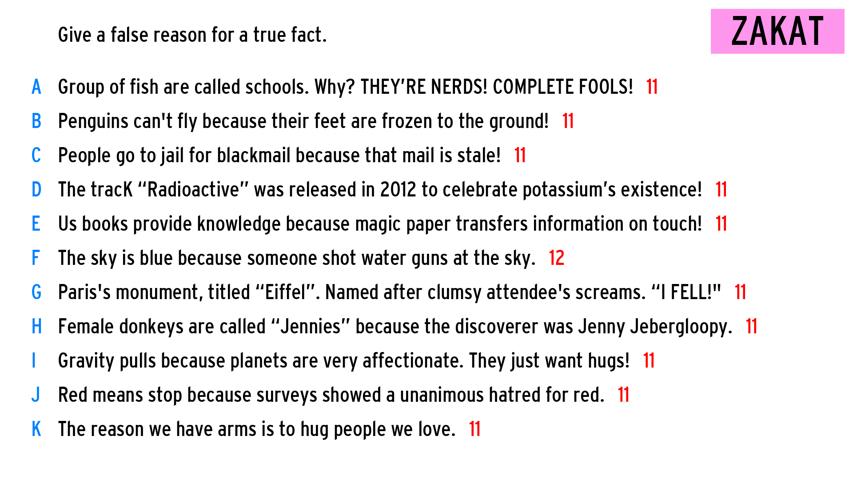 Give a false reason for a true fact.
ZAKAT
A Group of fish are called schools. Why? THEY'RE NERDS! COMPLETE FOOLS! 11
B Penguins can't fly because their feet are frozen to the ground! 11
C People go to jail for blackmail because that mail is stale! 11
D The tracK “Radioactive” was released in 2012 to celebrate potassium's existence! 11
E Us books provide knowledge because magic paper transfers information on touch! 11
F The sky is blue because someone shot water guns at the sky. 12
G Paris's monument, titled “Eiffel”. Named after clumsy attendee's screams. “I FELL!" 11
H Female donkeys are called “Jennies” because the discoverer was Jenny Jebergloopy. 11
I Gravity pulls because planets are very affectionate. They just want hugs! 11
J Red means stop because surveys showed a unanimous hatred for red. 11
K The reason we have arms is to hug people we love. 11